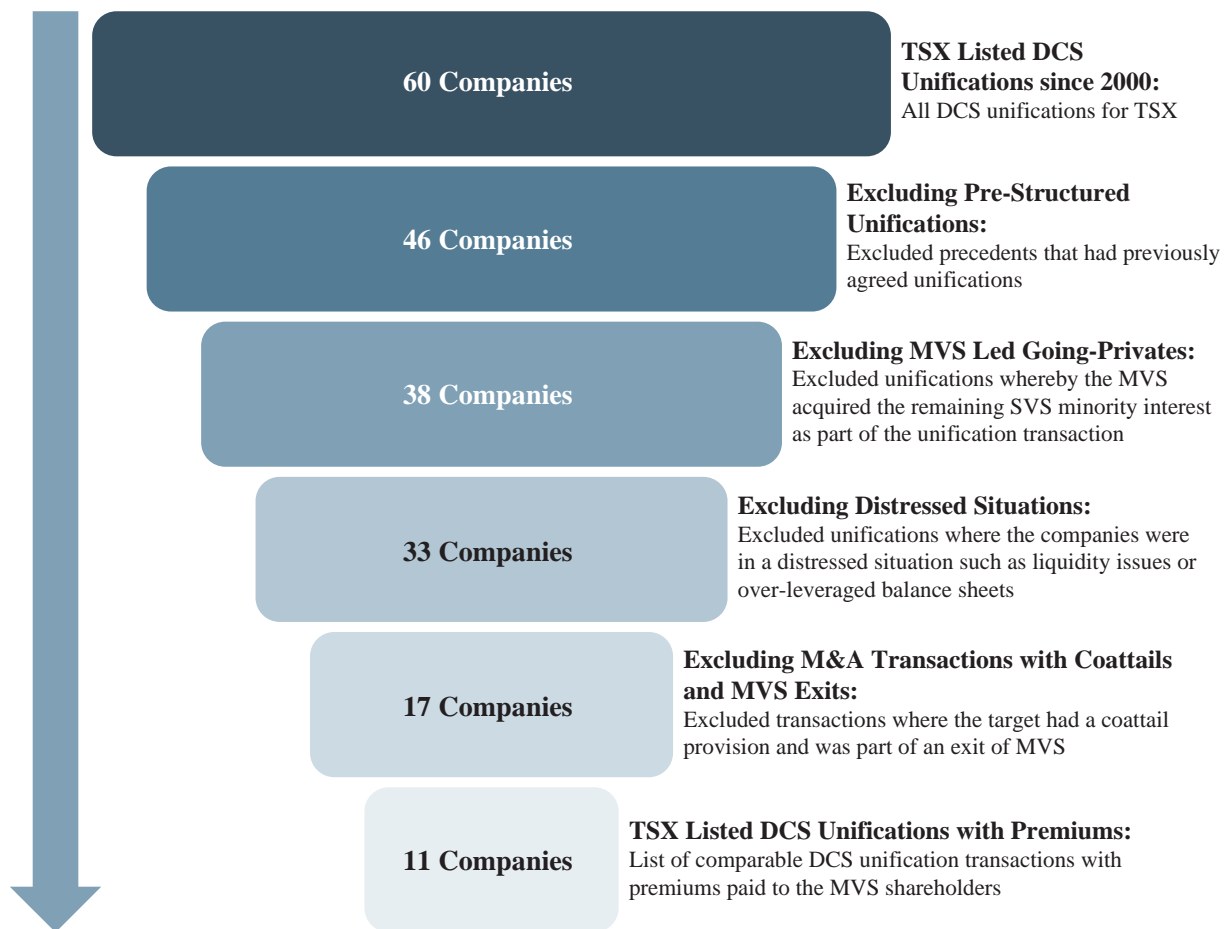 60 Companies
TSX Listed DCS
Unifications since 2000:
All DCS unifications for TSX
46 Companies
Excluding Pre-Structured
Unifications:
Excluded precedents that had previously
agreed unifications
38 Companies
Excluding MVS Led Going-Privates:
Excluded unifications whereby the MVS
acquired the remaining SVS minority interest
as part of the unification transaction
33 Companies
Excluding Distressed Situations:
Excluded unifications where the companies were
in a distressed situation such as liquidity issues or
over-leveraged balance sheets
17 Companies
Excluding M&A Transactions with Coattails
and MVS Exits:
Excluded transactions where the target had a coattail
provision and was part of an exit of MVS
11 Companies
TSX Listed DCS Unifications with Premiums:
List of comparable DCS unification transactions with
premiums paid to the MVS shareholders